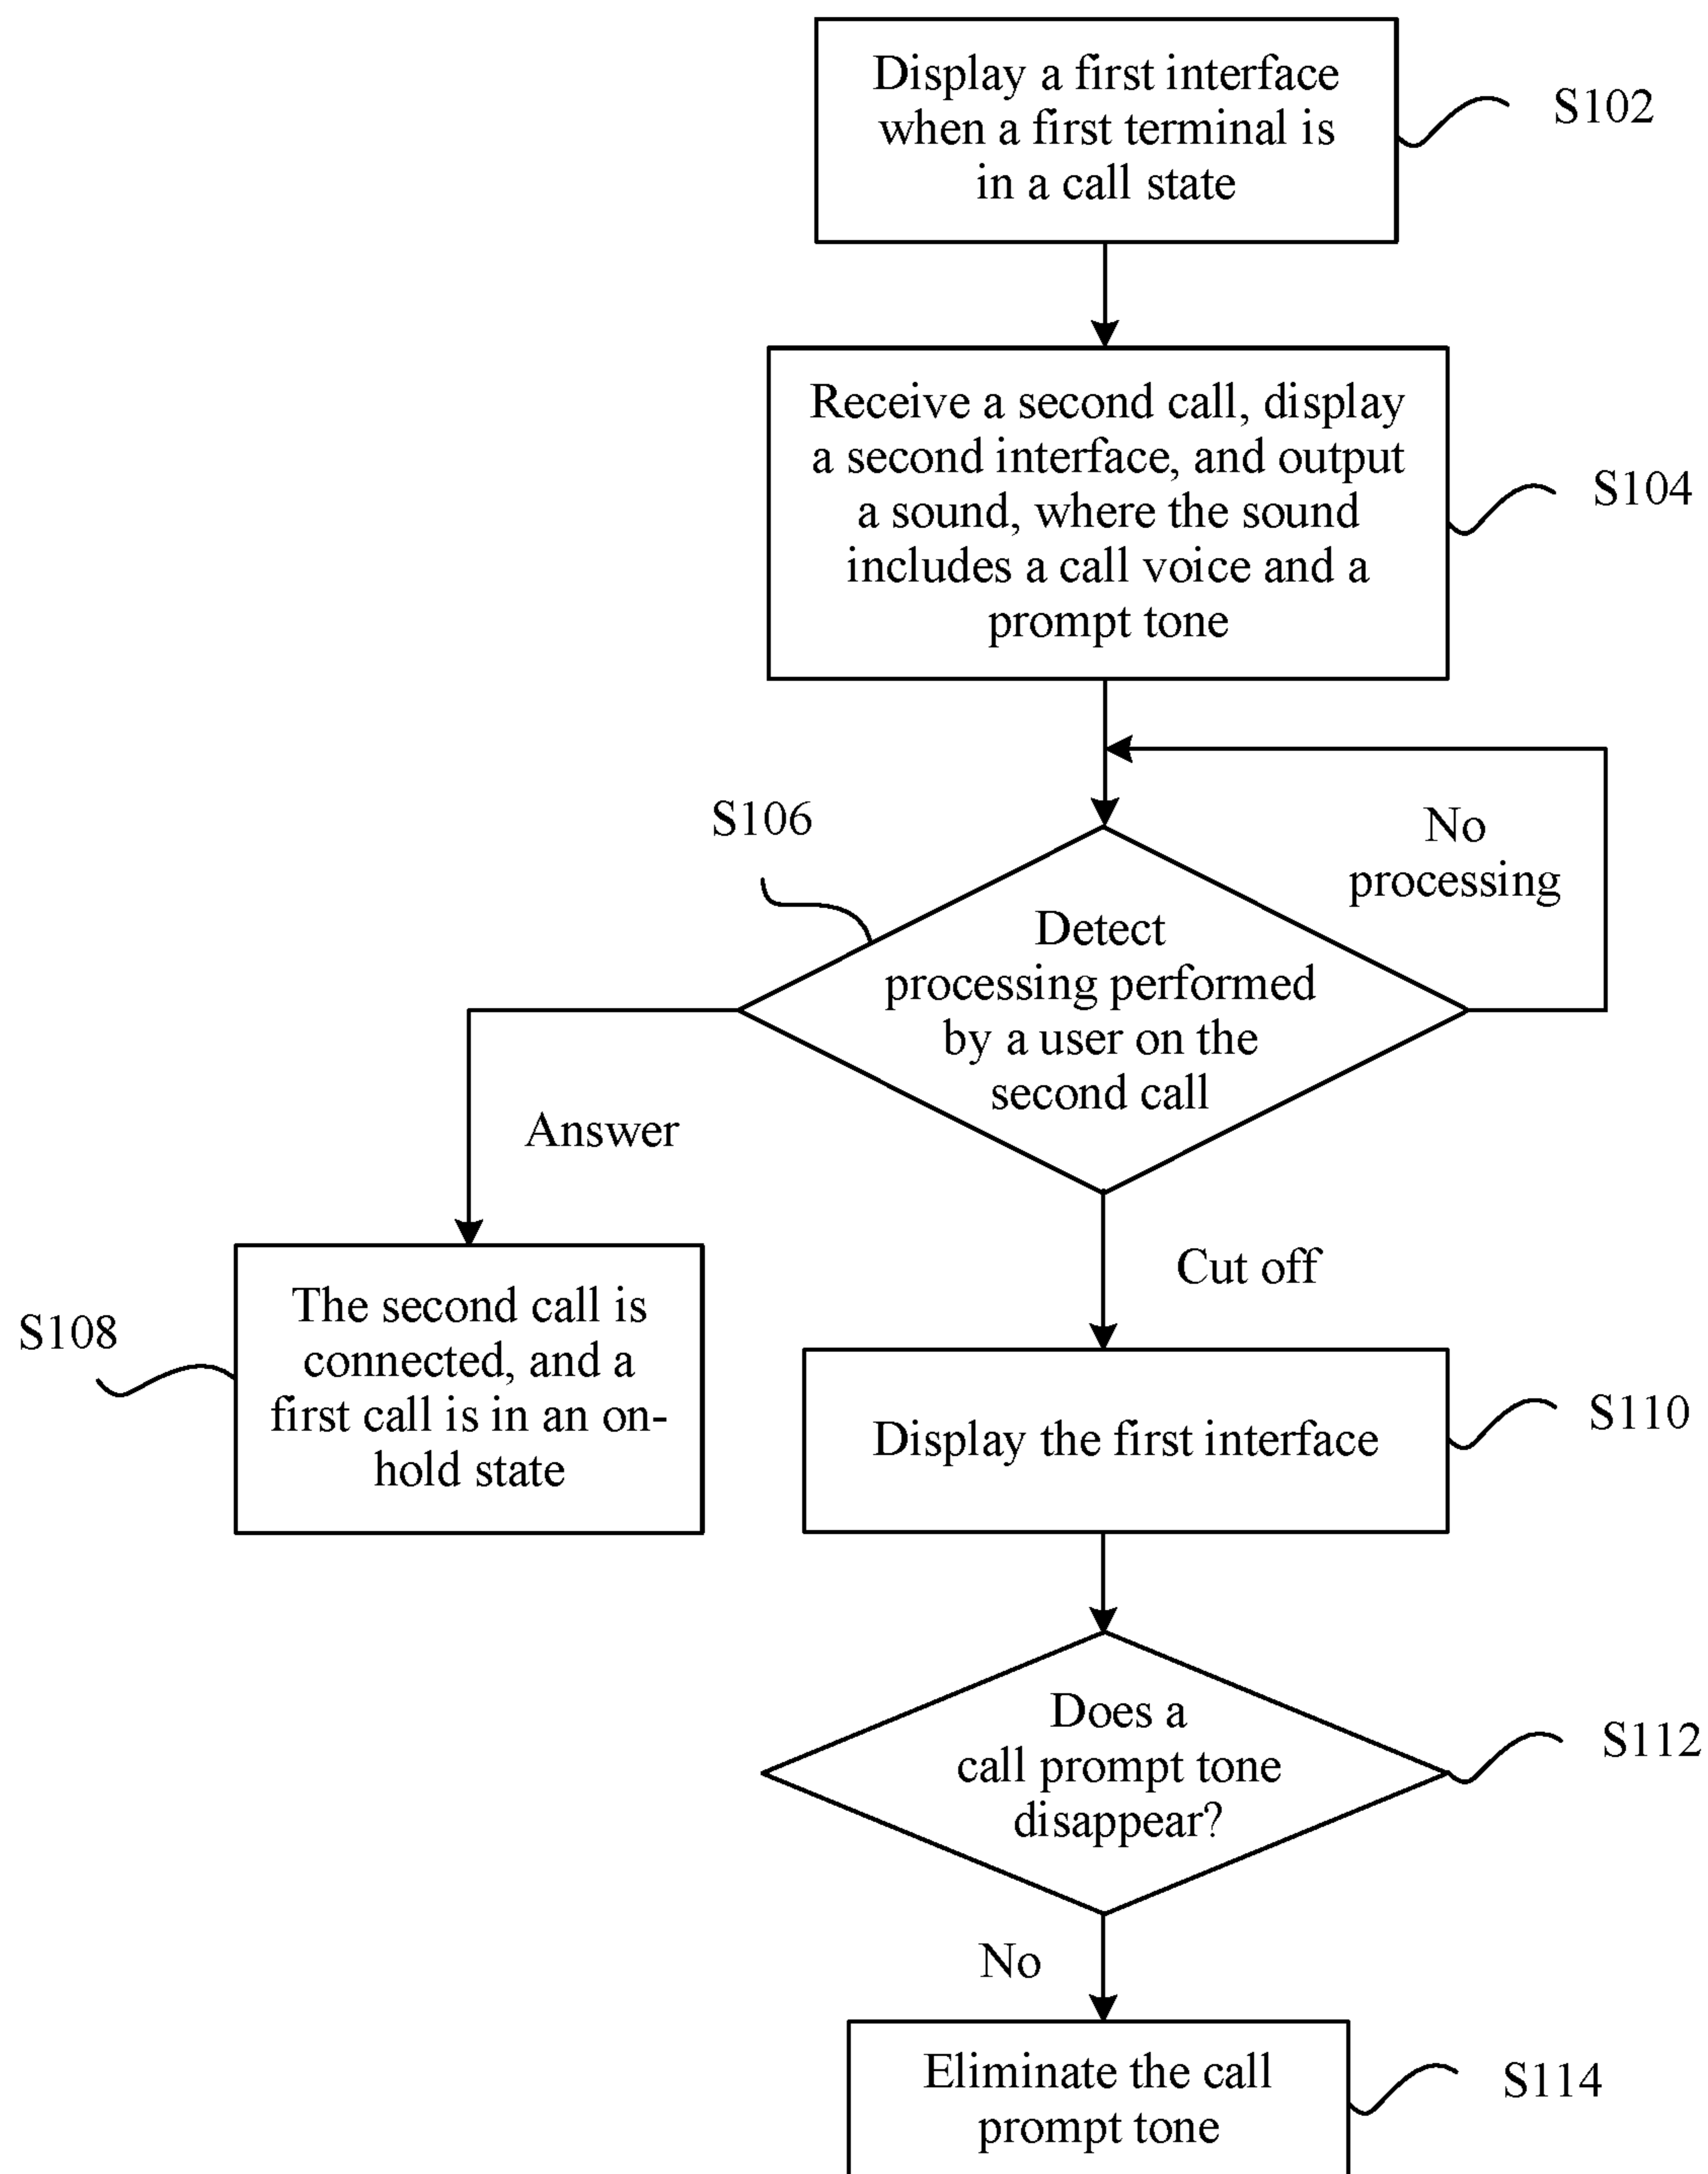 Display a first interface
when a first terminal is
in a call state
S102
Receive a second call, display
a second interface, and output
a sound, where the sound
includes a call voice and a
prompt tone
S104
S106
No
processing
Detect
processing performed
by a user on the
second call
Answer
Cut off
S108
The second call is
connected, and a
first call is in an on-
hold state
Display the first interface
S110
Does a
call prompt tone
disappear?
S112
No
Eliminate the call
prompt tone
S114